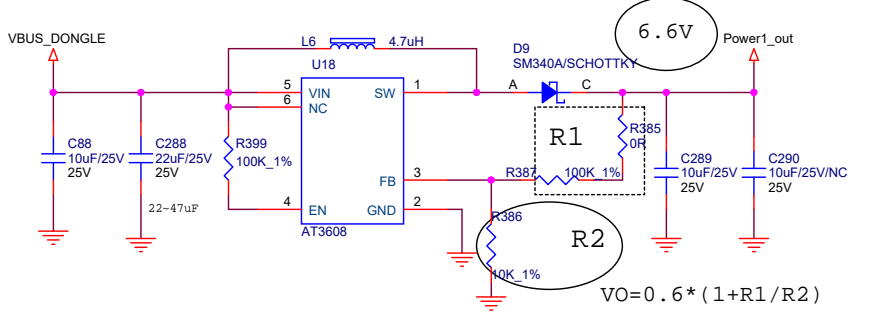 6.6V
VBUS_DONGLE
L6
4.7uH
D9
SM340A/SCHOTTKY
Power1_out
U18
5
VIN
SW
1
A
C
6
NC
R399
100K_1%
C88
10uF/25V
25V
C288
22uF/25V
25V
22~47uF
R1
R385
0R
R387
100K_1%
C289
10uF/25V
25V
C290
10uF/25V/NC
25V
FB
3
4
EN
GND
2
AT3608
R386
10K_1%
R2
VO=0.6*(1+R1/R2)